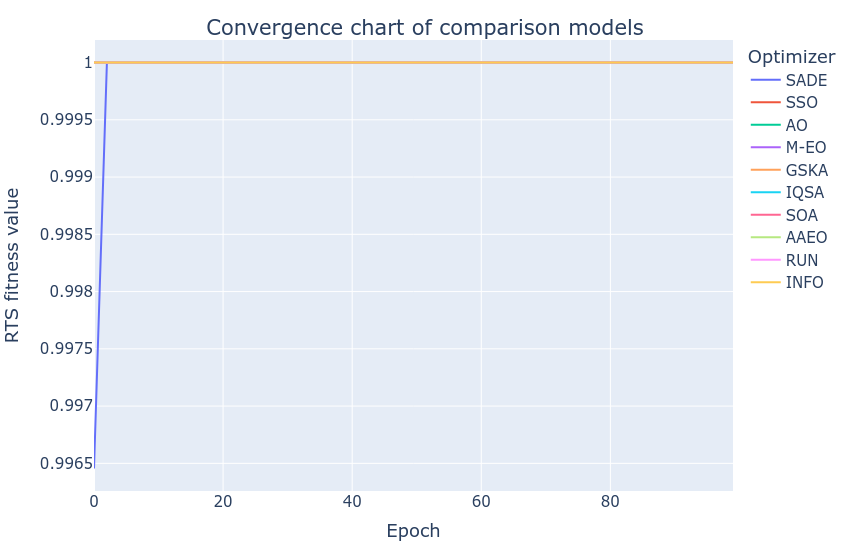 Convergence chart of comparison models
RTS fitness value
1
0.9995
0.999
0.9985
0.998
0.9975
0.997
0.9965
0
20
40
60
80
Epoch
Optimizer
SADE
SSO
AO
M-EO
GSKA
IQSA
SOA
AAEO
RUN
INFO